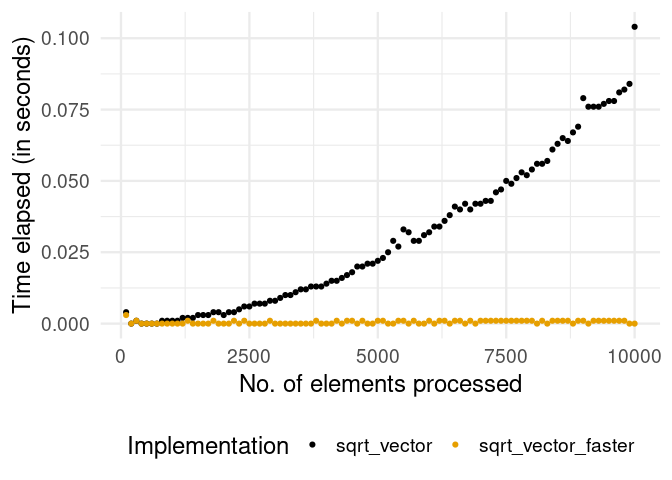 Time elapsed (in seconds)
0.100
0.075
0.050
0.025
0.000
0 2500 5000 7500 10000
No. of elements processed
Implementation sqrt_vector sqrt_vector_faster